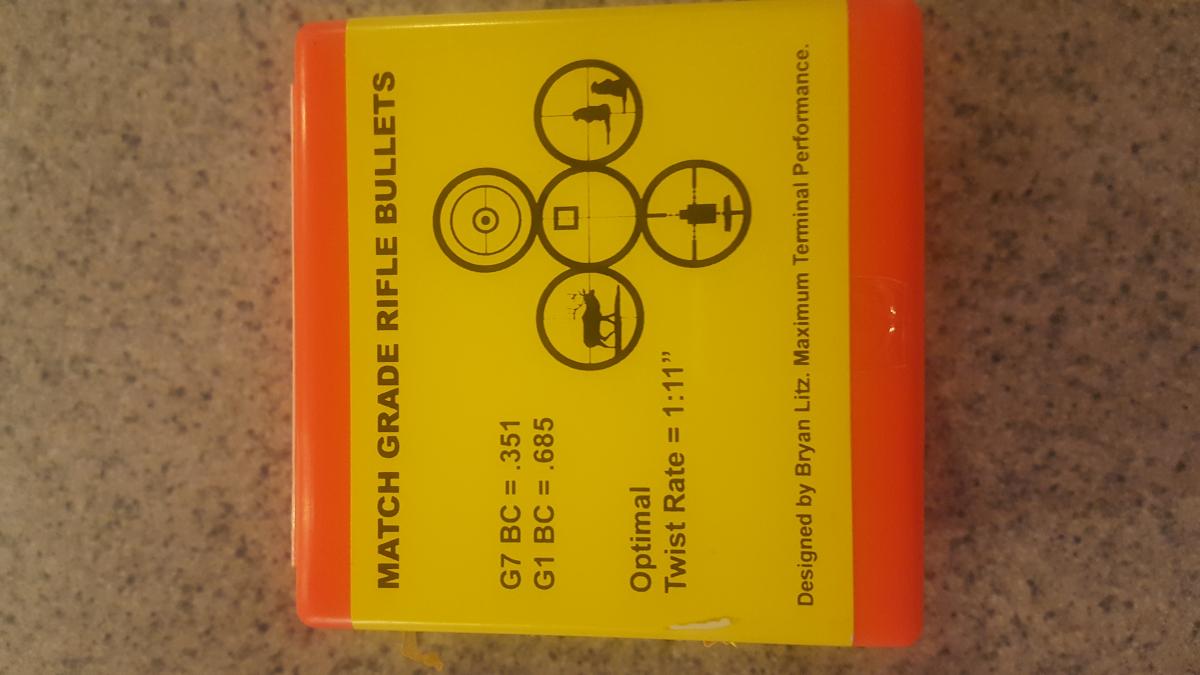 MATCH GRADE RIFLE BULLETS
G7 BC = .351
G1 BC = .685
Optimal
Twist Rate = 1:11”
Designed by Bryan Litz. Maximum Terminal Performance.